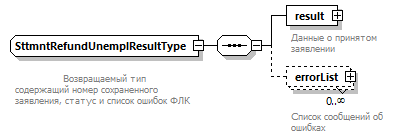 result
Данные о принятом
заявлении
SttmntRefundUnemplResultType
Возвращаемый тип
содержащий номер сохраненного
заявления, статус и список ошибок ФЛК
errorList
0..∞
Список сообщений об
ошибках